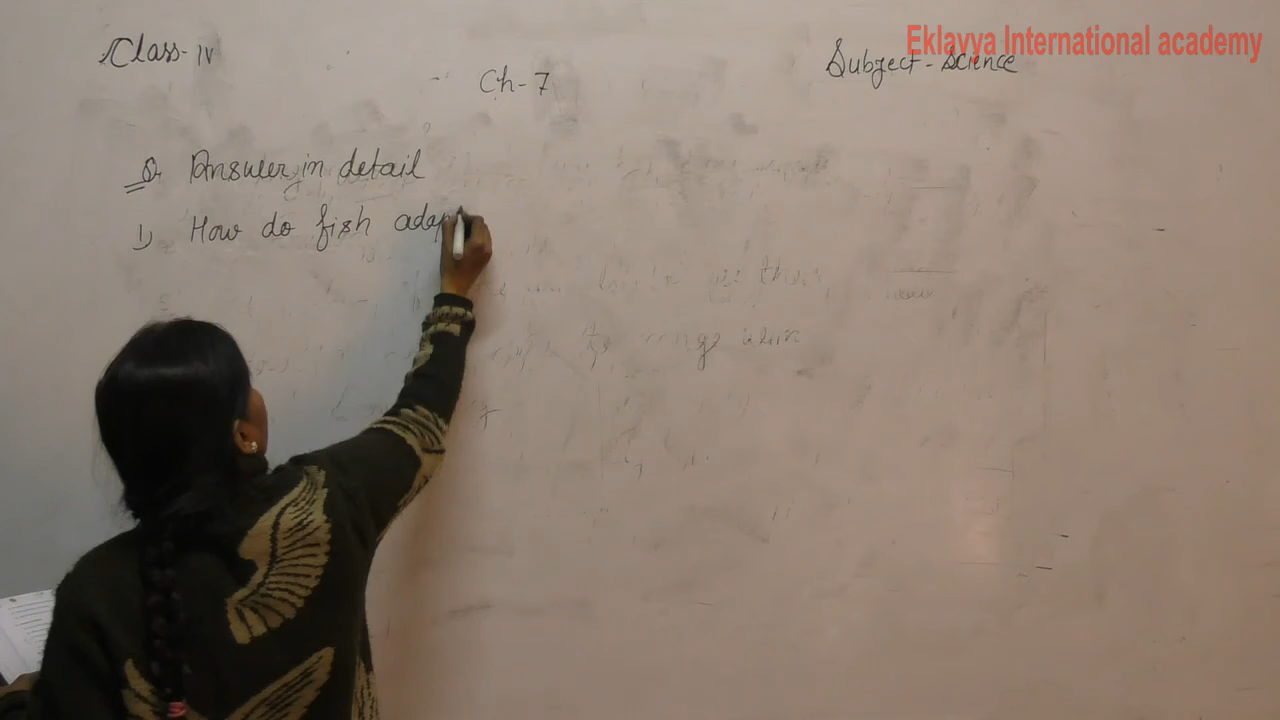 Eklavya International academy
Class-IV
Subject-Science
Ch-7
Q. Answer in detail
1) How do fish adap